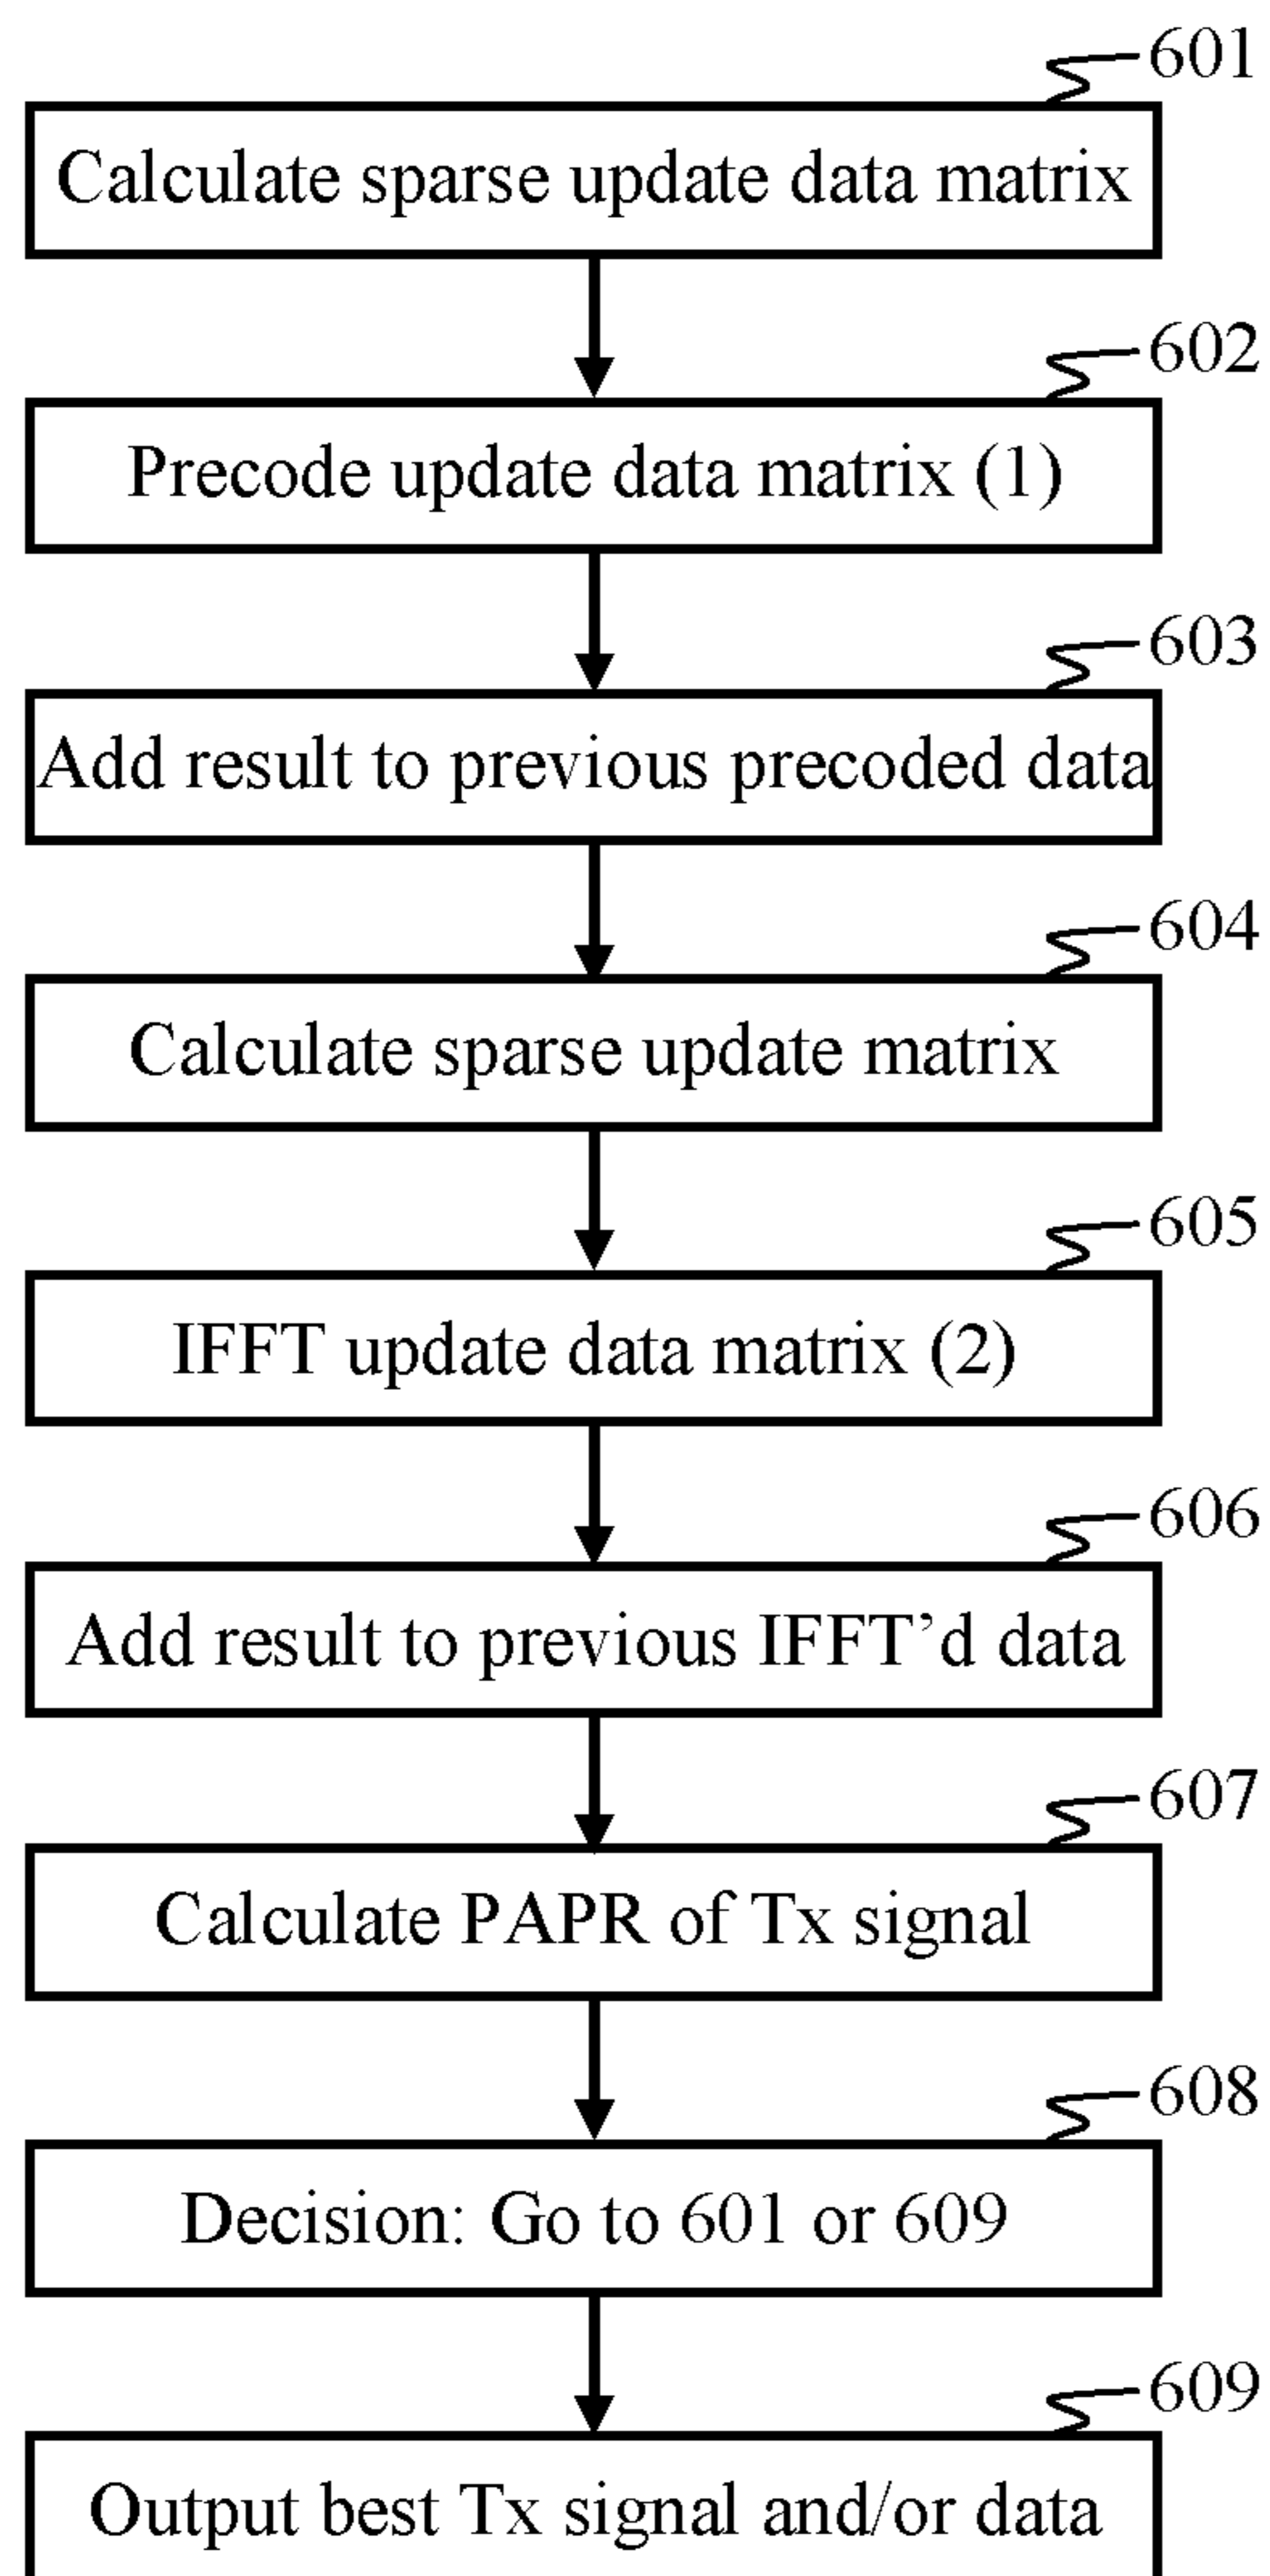 601
Calculate sparse update data matrix
602
Precode update data matrix (1)
603
Add result to previous precoded data
604
Calculate sparse update matrix
605
IFFT update data matrix (2)
606
Add result to previous IFFT’d data
607
Calculate PAPR of Tx signal
608
Decision: Go to 601 or 609
609
Output best Tx signal and/or data